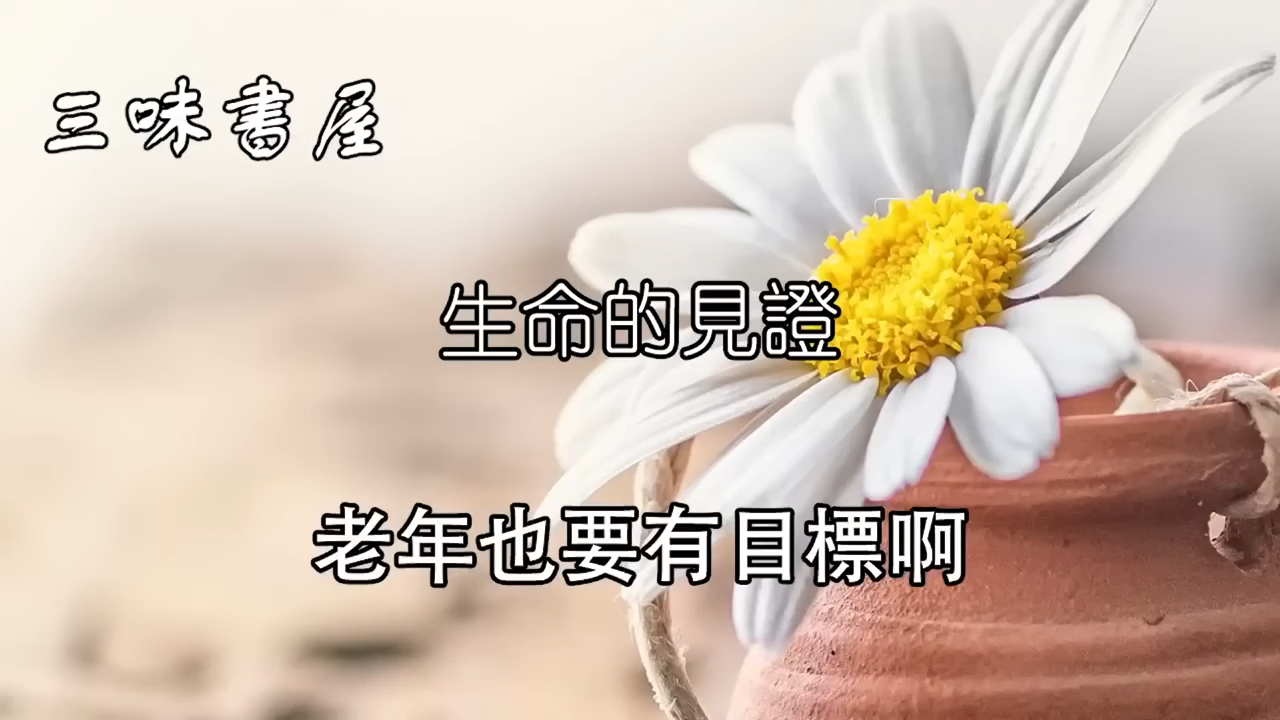 三味書屋
生命的見證
老年也要有目標啊